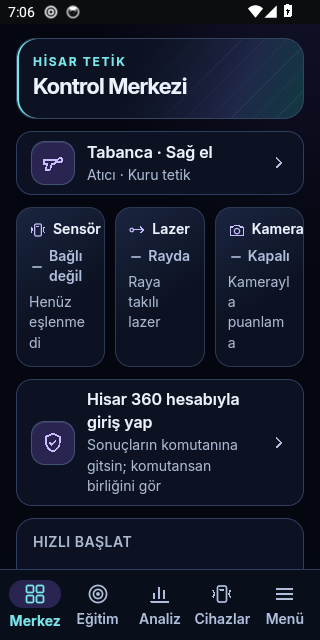 7:06
HİSAR TETİK
Kontrol Merkezi
Tabanca · Sağ el
Atıcı · Kuru tetik
Sensör
Bağlı
değil
Henüz
eşlenme
di
Lazer
Rayda
Raya
takılı
lazer
Kamera
Kapalı
Kamerayl
a
puanlam
a
Hisar 360 hesabıyla
giriş yap
Sonuçların komutanına
gitsin; komutansan
birliğini gör
HIZLI BAŞLAT
Merkez
Eğitim
Analiz
Cihazlar
Menü